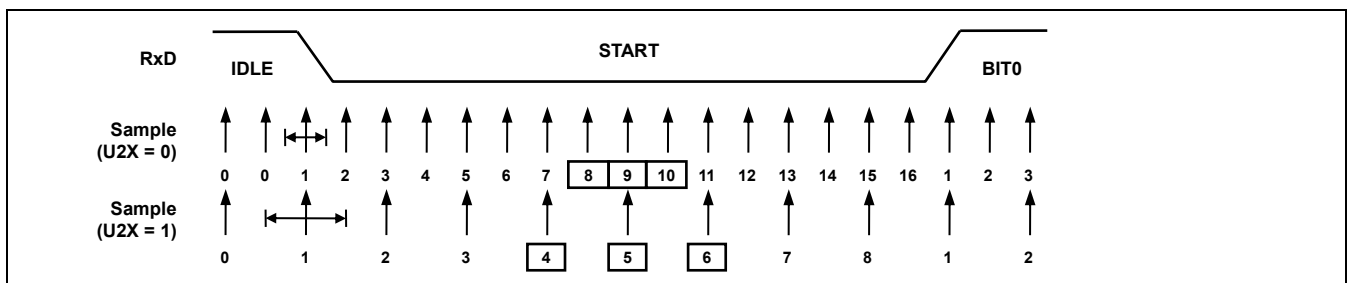 RxD
IDLE
START
BIT0
Sample
(U2X = 0)
0 0 1 2 3 4 5 6 7 8 9 10 11 12 13 14 15 16 1 2 3
Sample
(U2X = 1)
0 1 2 3 4 5 6 7 8 1 2